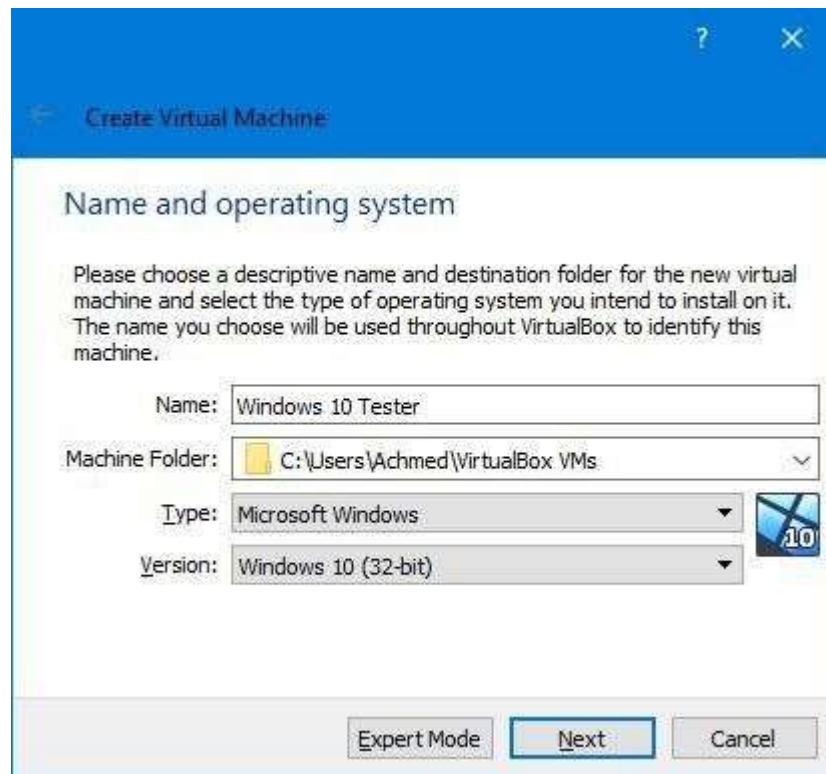 ?
Create Virtual Machine
Name and operating system
Please choose a descriptive name and destination folder for the new virtual
machine and select the type of operating system you intend to install on it.
The name you choose will be used throughout VirtualBox to identify this
machine.
Name: Windows 10 Tester
Machine Folder: C:\Users\Achmed\VirtualBox VMs
Type: Microsoft Windows
10
Version: Windows 10 (32-bit)
Expert Mode Next Cancel